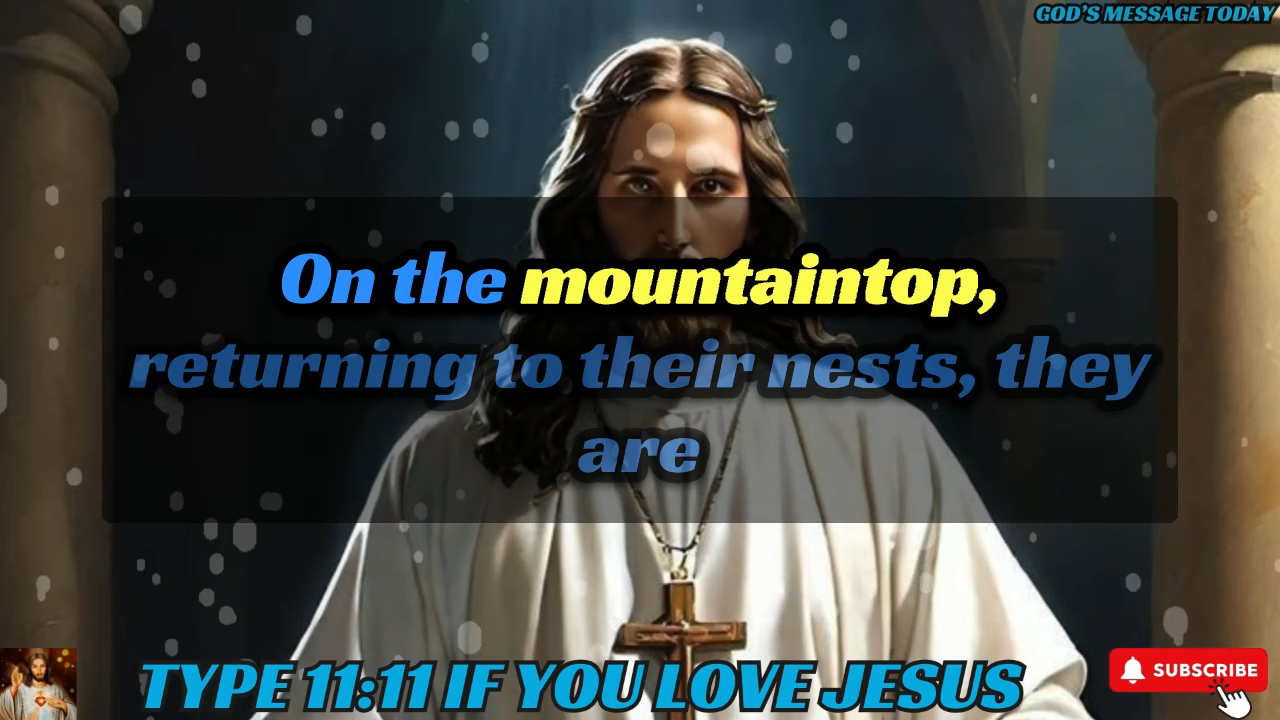 GOD'S MESSAGE TODAY
On the mountaintop,
returning to their nests, they
are
TYPE 11:11 IF YOU LOVE JESUS
SUBSCRIBE